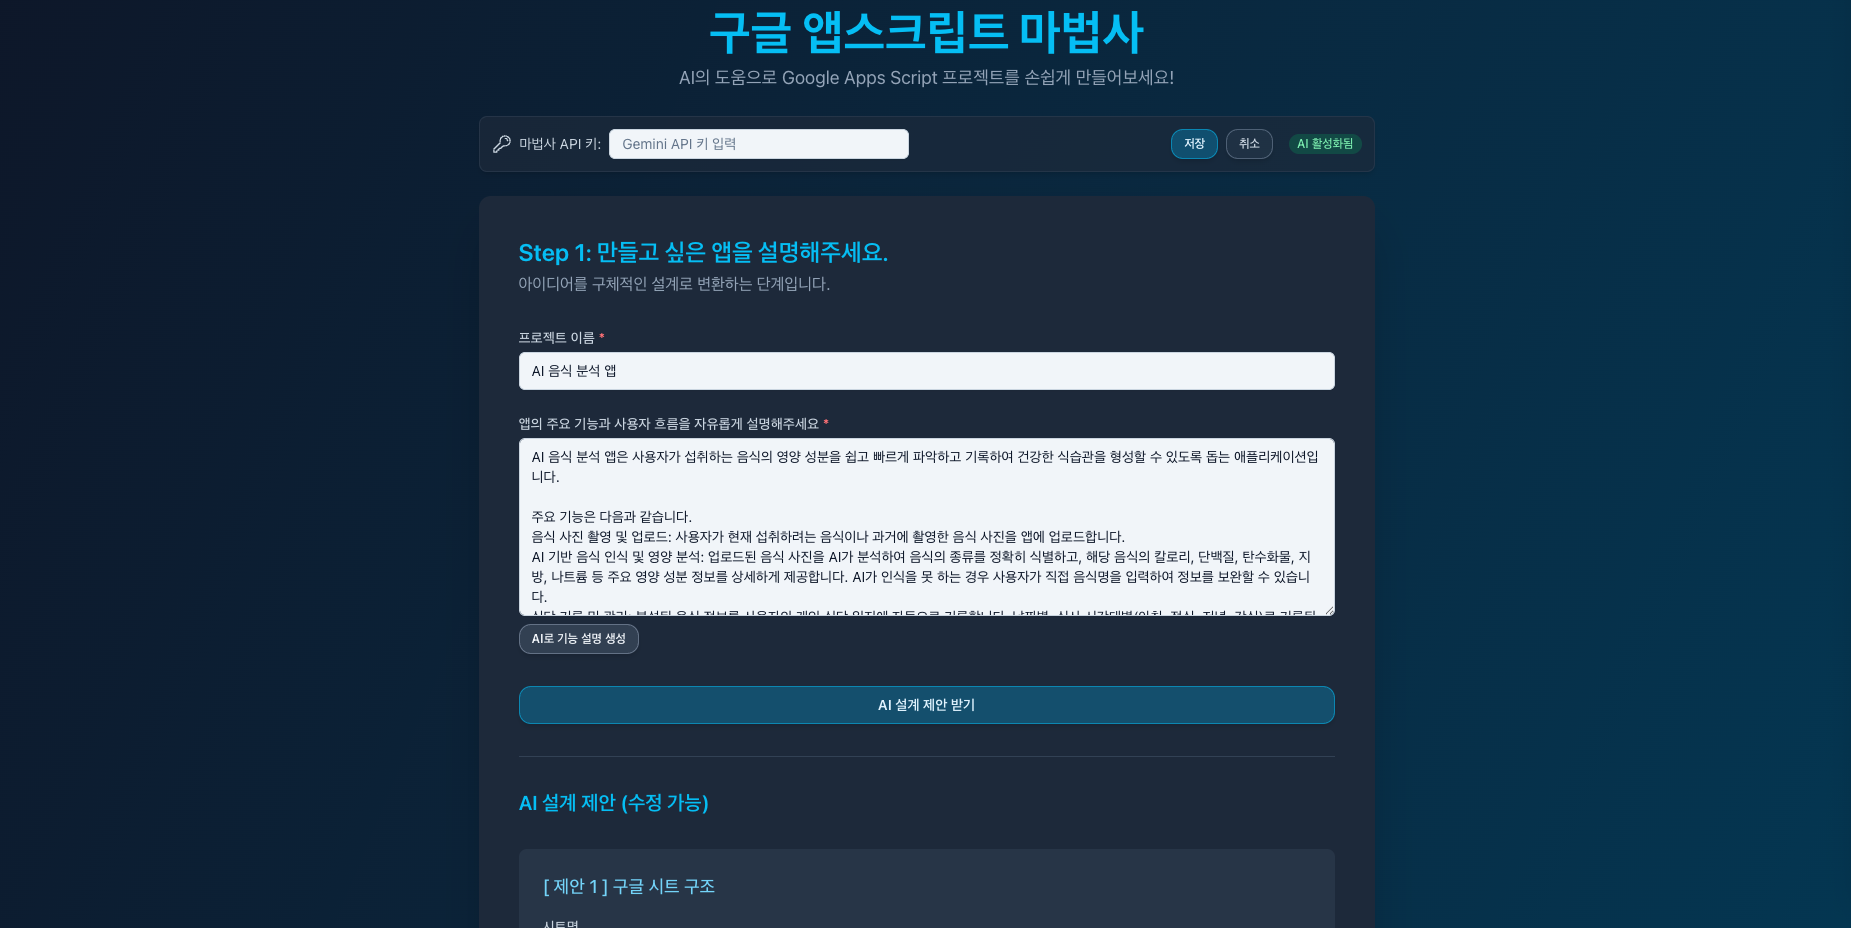 구글 앱스크립트 마법사
AI의 도움으로 Google Apps Script 프로젝트를 손쉽게 만들어보세요!
마법사 API 키: Gemini API 키 입력 저장 취소 AI 활성화됨
Step 1: 만들고 싶은 앱을 설명해주세요.
아이디어를 구체적인 설계로 변환하는 단계입니다.
프로젝트 이름 *
AI 음식 분석 앱
앱의 주요 기능과 사용자 흐름을 자유롭게 설명해주세요 *
AI 음식 분석 앱은 사용자가 섭취하는 음식의 영양 성분을 쉽고 빠르게 파악하고 기록하여 건강한 식습관을 형성할 수 있도록 돕는 애플리케이션입
니다.
주요 기능은 다음과 같습니다.
음식 사진 촬영 및 업로드: 사용자가 현재 섭취하려는 음식이나 과거에 촬영한 음식 사진을 앱에 업로드합니다.
AI 기반 음식 인식 및 영양 분석: 업로드된 음식 사진을 AI가 분석하여 음식의 종류를 정확히 식별하고, 해당 음식의 칼로리, 단백질, 탄수화물, 지
방, 나트륨 등 주요 영양 성분 정보를 상세하게 제공합니다. AI가 인식을 못 하는 경우 사용자가 직접 음식명을 입력하여 정보를 보완할 수 있습니
다.
AI로 기능 설명 생성
AI 설계 제안 받기
AI 설계 제안 (수정 가능)
[ 제안 1 ] 구글 시트 구조
시트명